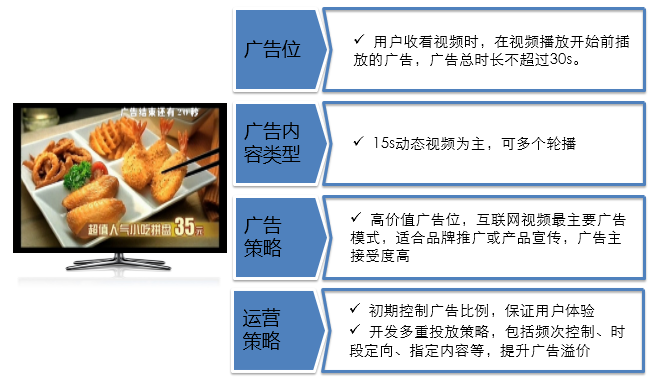 广告位
✓ 用户收看视频时，在视频播放开始前插
放的广告，广告总时长不超过30s。
广告结束还有20秒
超值人气小吃拼盘 35元
广告内
容类型
✓ 15s动态视频为主，可多个轮播
广告
策略
✓ 高价值广告位，互联网视频最主要广告
模式，适合品牌推广或产品宣传，广告主
接受度高
运营
策略
✓ 初期控制广告比例，保证用户体验
✓ 开发多重投放策略，包括频次控制、时
段定向、指定内容等，提升广告溢价